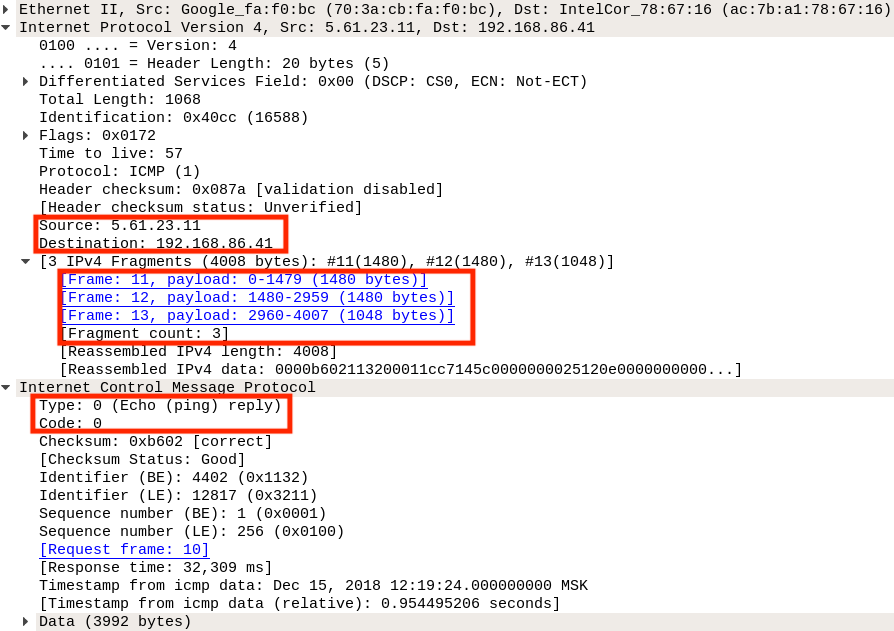 Ethernet II, Src: Google_fa:f0:bc (70:3a:cb:fa:f0:bc), Dst: IntelCor_78:67:16 (ac:7b:a1:78:67:16)
Internet Protocol Version 4, Src: 5.61.23.11, Dst: 192.168.86.41
0100 .... = Version: 4
.... 0101 = Header Length: 20 bytes (5)
Differentiated Services Field: 0x00 (DSCP: CS0, ECN: Not-ECT)
Total Length: 1068
Identification: 0x40cc (16588)
Flags: 0x0172
Time to live: 57
Protocol: ICMP (1)
Header checksum: 0x087a [validation disabled]
[Header checksum status: Unverified]
Source: 5.61.23.11
Destination: 192.168.86.41
[3 IPv4 Fragments (4008 bytes): #11(1480), #12(1480), #13(1048)]
[Frame: 11, payload: 0-1479 (1480 bytes)]
[Frame: 12, payload: 1480-2959 (1480 bytes)]
[Frame: 13, payload: 2960-4007 (1048 bytes)]
[Fragment count: 3]
[Reassembled IPv4 length: 4008]
[Reassembled IPv4 data: 0000b602113200011cc7145c0000000025120e0000000000...]
Internet Control Message Protocol
Type: 0 (Echo (ping) reply)
Code: 0
Checksum: 0xb602 [correct]
[Checksum Status: Good]
Identifier (BE): 4402 (0x1132)
Identifier (LE): 12817 (0x3211)
Sequence number (BE): 1 (0x0001)
Sequence number (LE): 256 (0x0100)
[Request frame: 10]
[Response time: 32,309 ms]
Timestamp from icmp data: Dec 15, 2018 12:19:24.000000000 MSK
[Timestamp from icmp data (relative): 0.954495206 seconds]
Data (3992 bytes)